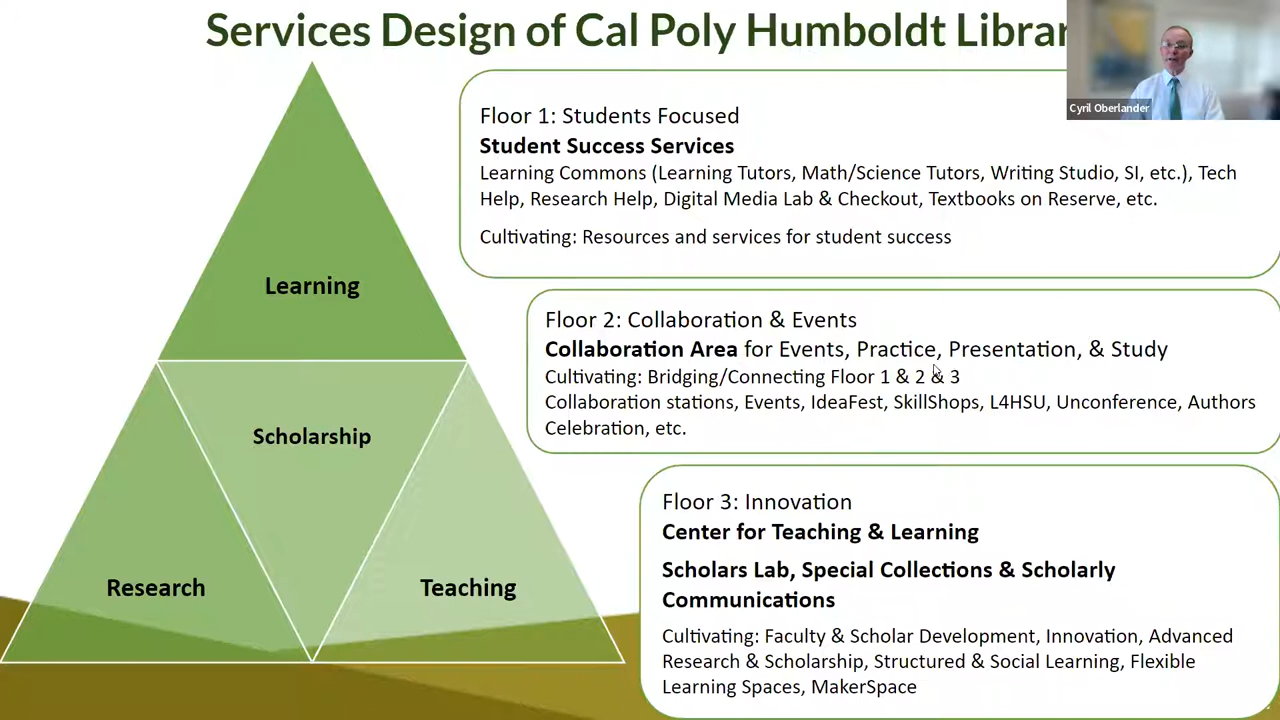 Services Design of Cal Poly Humboldt Librar
Cyril Oberlander
Floor 1: Students Focused
Student Success Services
Learning Commons (Learning Tutors, Math/Science Tutors, Writing Studio, SI, etc.), Tech
Help, Research Help, Digital Media Lab & Checkout, Textbooks on Reserve, etc.
Cultivating: Resources and services for student success
Learning
Floor 2: Collaboration & Events
Collaboration Area for Events, Practice, Presentation, & Study
Cultivating: Bridging/Connecting Floor 1 & 2 & 3
Collaboration stations, Events, IdeaFest, SkillShops, L4HSU, Unconference, Authors
Celebration, etc.
Scholarship
Research
Teaching
Floor 3: Innovation
Center for Teaching & Learning
Scholars Lab, Special Collections & Scholarly
Communications
Cultivating: Faculty & Scholar Development, Innovation, Advanced
Research & Scholarship, Structured & Social Learning, Flexible
Learning Spaces, MakerSpace